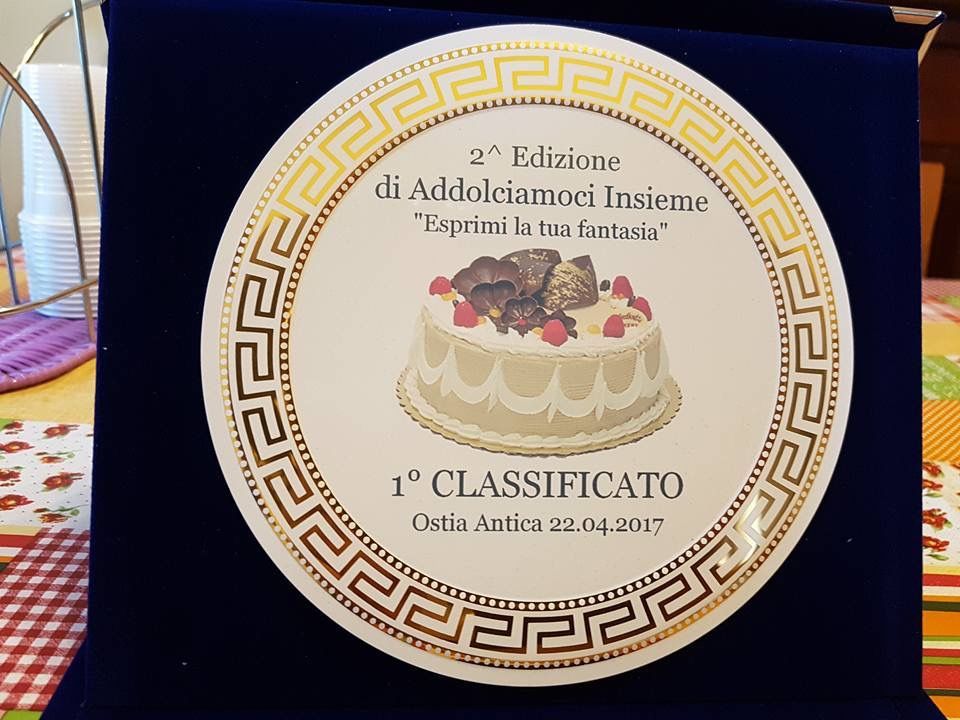 2^ Edizione
di Addolciamoci Insieme
"Esprimi la tua fantasia"
1° CLASSIFICATO
Ostia Antica 22.04.2017